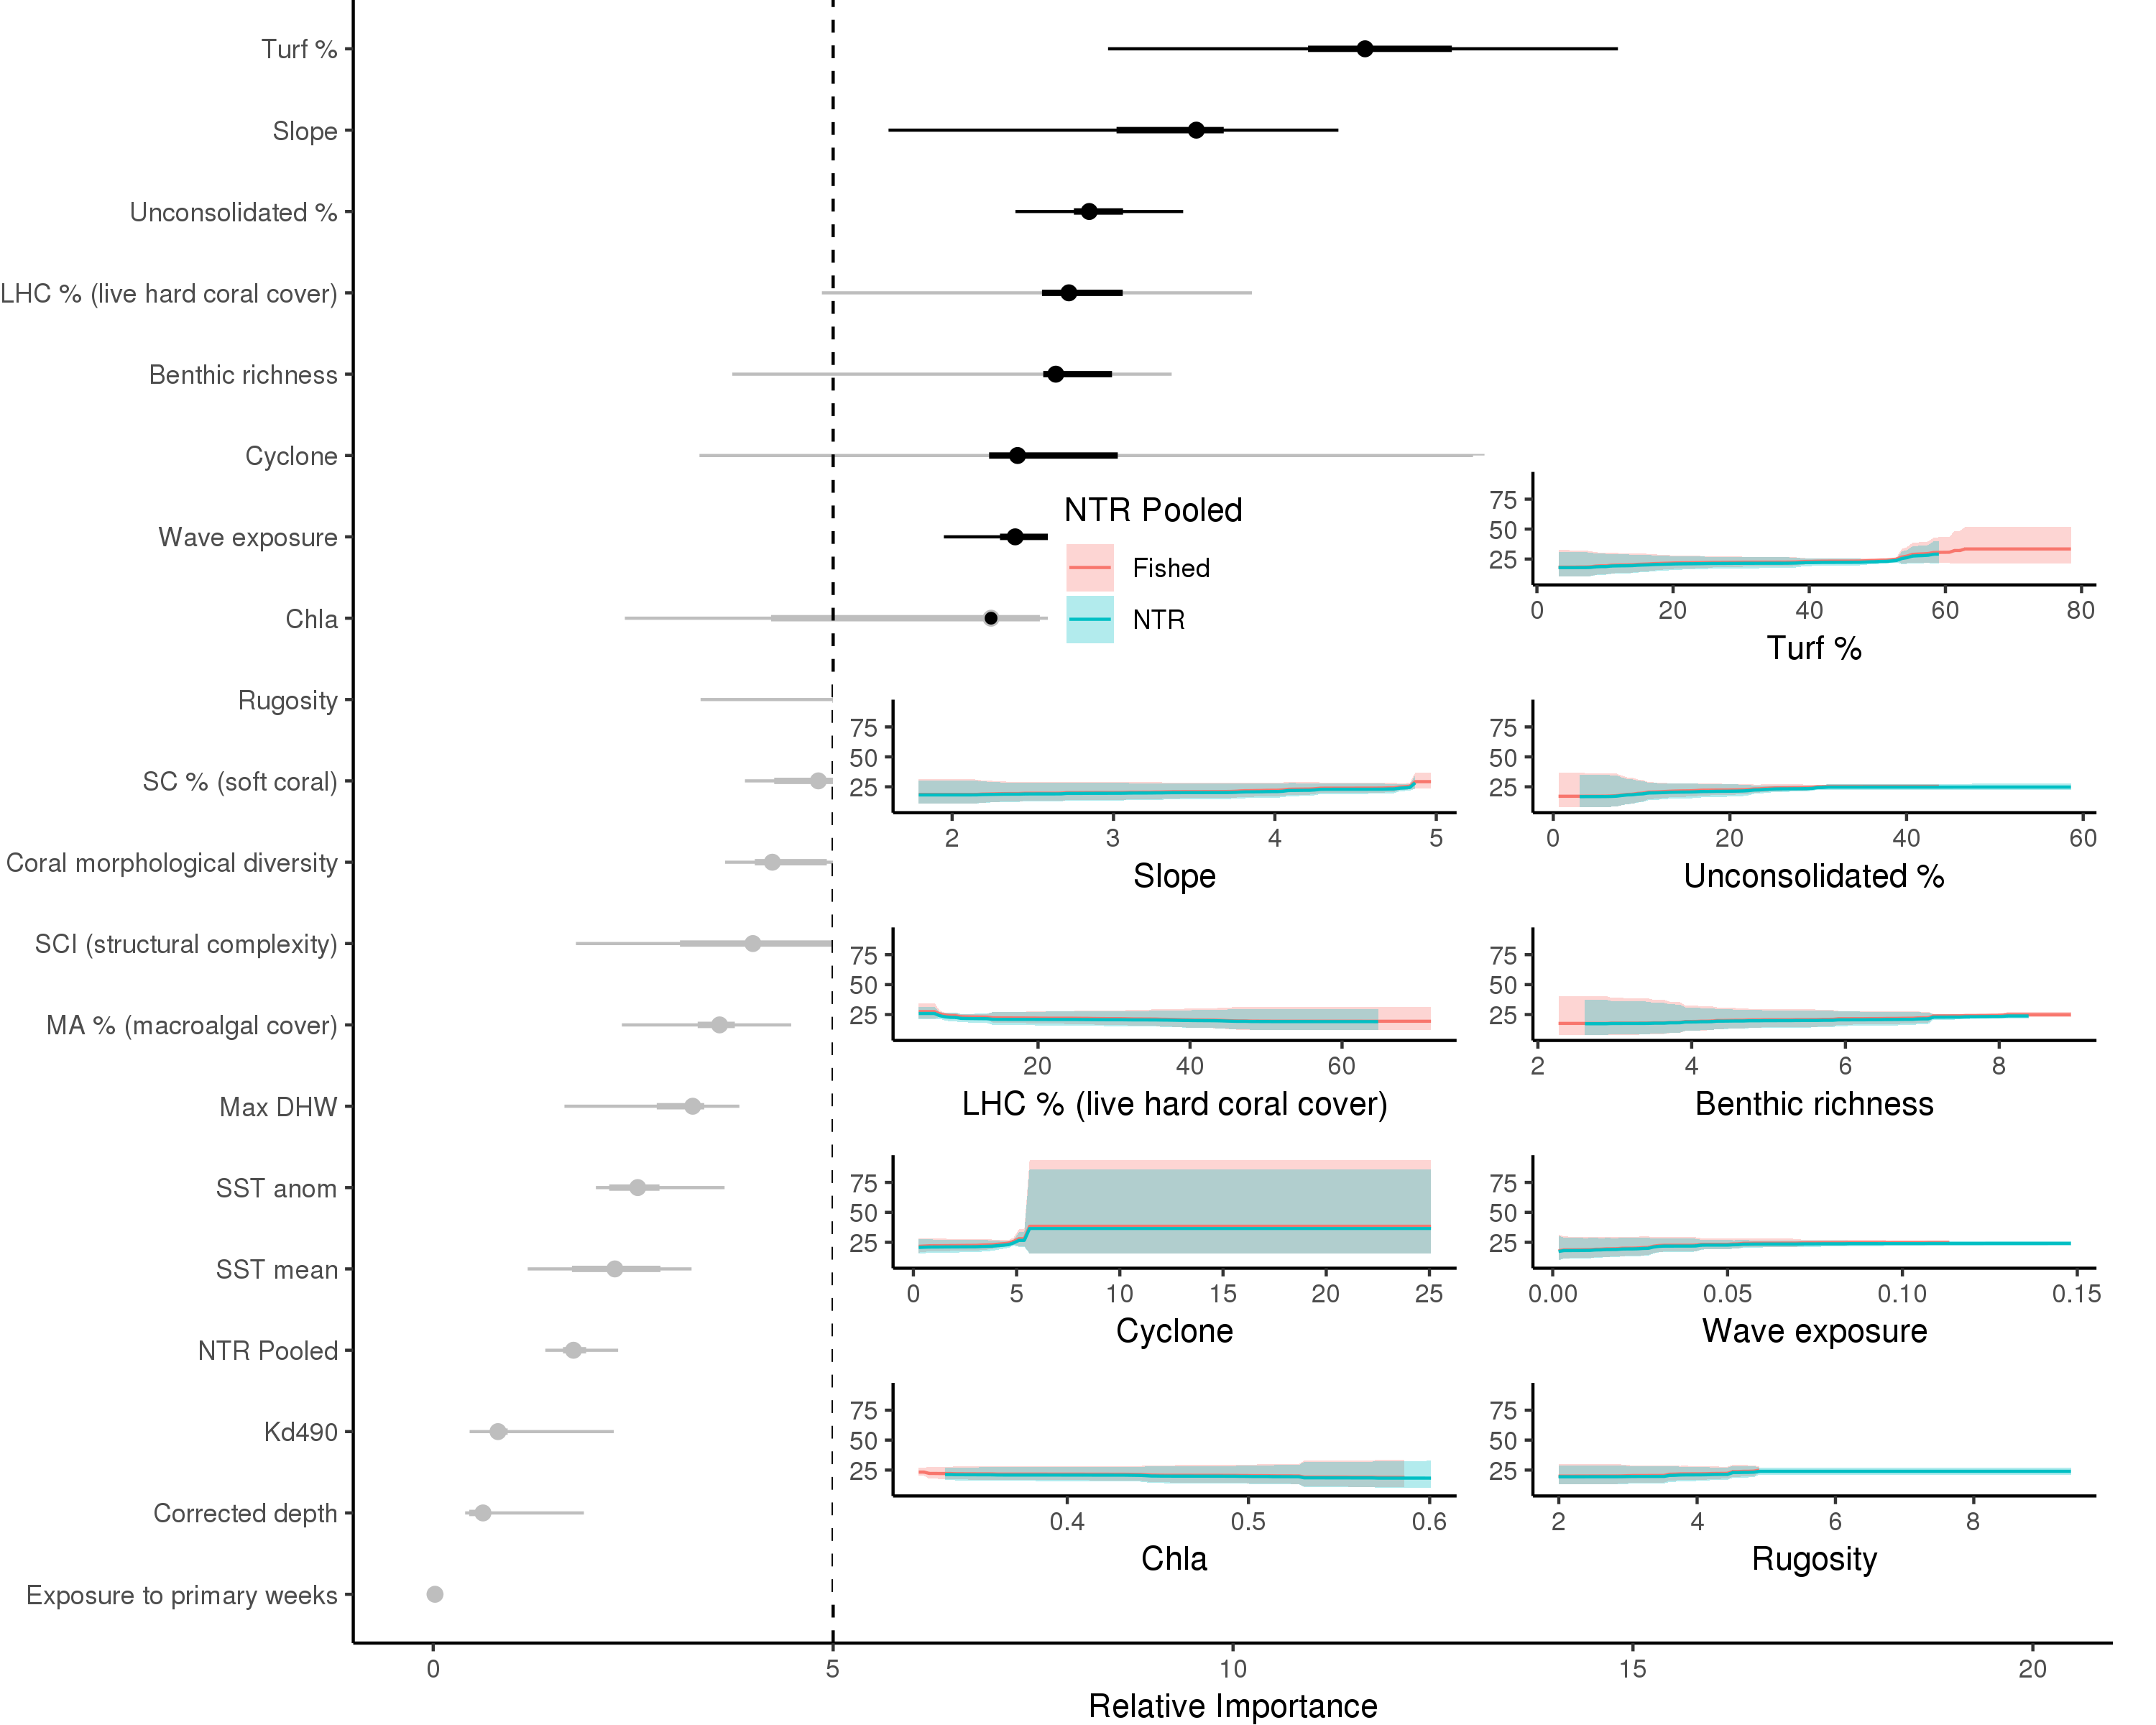 Turf %
Slope
Unconsolidated %
LHC % (live hard coral cover)
Benthic richness
Cyclone
Wave exposure
Chla
Rugosity
SC % (soft coral)
Coral morphological diversity
SCI (structural complexity)
MA % (macroalgal cover)
Max DHW
SST anom
SST mean
NTR Pooled
Kd490
Corrected depth
Exposure to primary weeks
0 5 10 15 20
Relative Importance
NTR Pooled
Fished
NTR
75
50
25
0 20 40 60 80
Turf %
75
50
25
2 3 4 5
Slope
75
50
25
0 20 40 60
Unconsolidated %
75
50
25
20 40 60
LHC % (live hard coral cover)
75
50
25
2 4 6 8
Benthic richness
75
50
25
0 5 10 15 20 25
Cyclone
75
50
25
0.00 0.05 0.10 0.15
Wave exposure
75
50
25
0.4 0.5 0.6
Chla
75
50
25
2 4 6 8
Rugosity